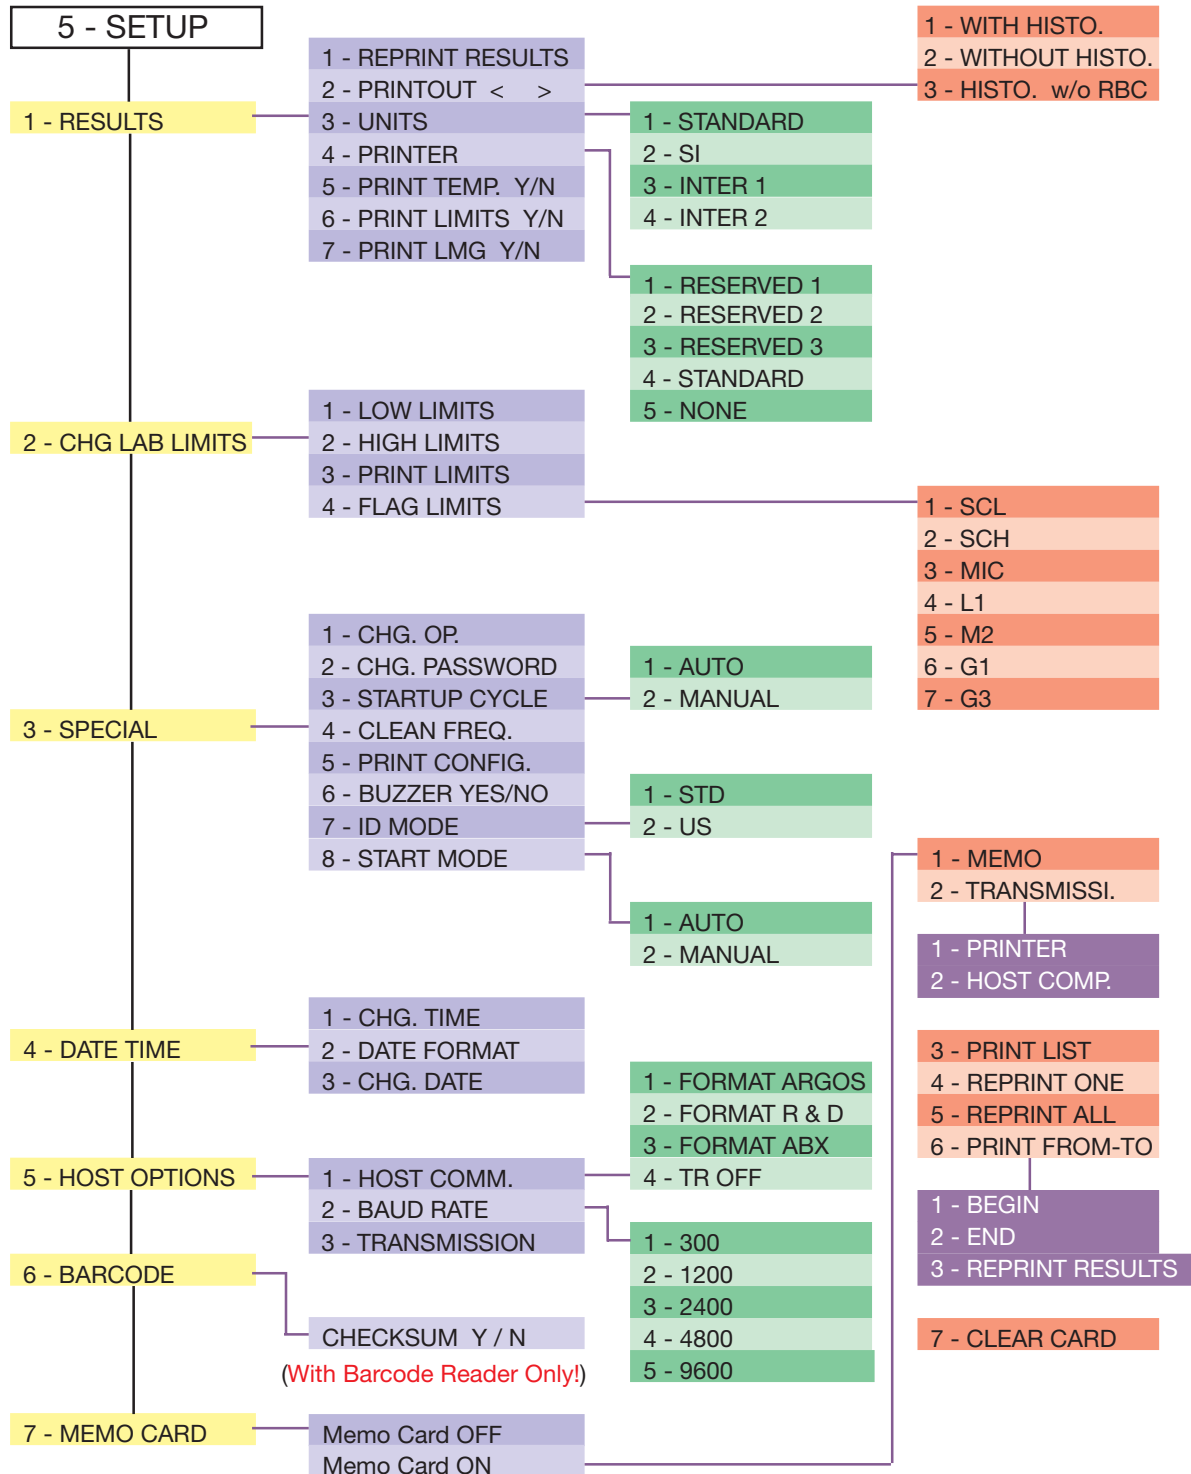 5 - SETUP
1 - RESULTS
1 - REPRINT RESULTS
2 - PRINTOUT < >
3 - UNITS
4 - PRINTER
5 - PRINT TEMP. Y/N
6 - PRINT LIMITS Y/N
7 - PRINT LMG Y/N
1 - WITH HISTO.
2 - WITHOUT HISTO.
3 - HISTO. w/o RBC
1 - STANDARD
2 - SI
3 - INTER 1
4 - INTER 2
1 - RESERVED 1
2 - RESERVED 2
3 - RESERVED 3
4 - STANDARD
5 - NONE
2 - CHG LAB LIMITS
1 - LOW LIMITS
2 - HIGH LIMITS
3 - PRINT LIMITS
4 - FLAG LIMITS
1 - SCL
2 - SCH
3 - MIC
4 - L1
5 - M2
6 - G1
7 - G3
3 - SPECIAL
1 - CHG. OP.
2 - CHG. PASSWORD
3 - STARTUP CYCLE
4 - CLEAN FREQ.
5 - PRINT CONFIG.
6 - BUZZER YES/NO
7 - ID MODE
8 - START MODE
1 - AUTO
2 - MANUAL
1 - STD
2 - US
1 - AUTO
2 - MANUAL
4 - DATE TIME
1 - CHG. TIME
2 - DATE FORMAT
3 - CHG. DATE
5 - HOST OPTIONS
1 - HOST COMM.
2 - BAUD RATE
3 - TRANSMISSION
1 - FORMAT ARGOS
2 - FORMAT R & D
3 - FORMAT ABX
4 - TR OFF
1 - 300
2 - 1200
3 - 2400
4 - 4800
5 - 9600
6 - BARCODE
CHECKSUM Y / N
(With Barcode Reader Only!)
7 - MEMO CARD
Memo Card OFF
Memo Card ON
1 - MEMO
2 - TRANSMISSI.
1 - PRINTER
2 - HOST COMP.
3 - PRINT LIST
4 - REPRINT ONE
5 - REPRINT ALL
6 - PRINT FROM-TO
1 - BEGIN
2 - END
3 - REPRINT RESULTS
7 - CLEAR CARD